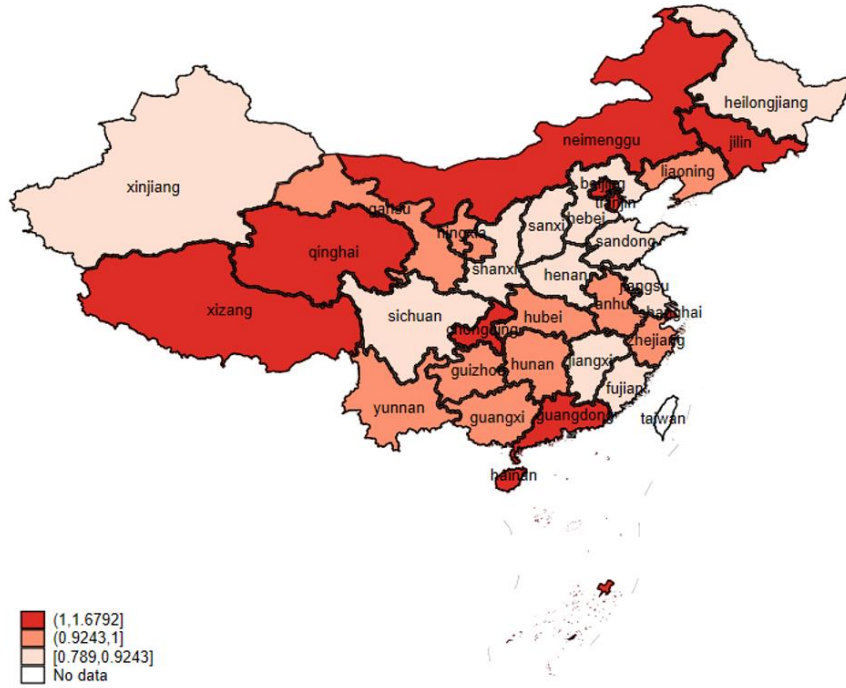 heilongjiang
neimenggu
jilin
xinjiang
beijing
liaoning
gansu
tianjin
ningxia
hebei
sanxi
sandong
qinghai
shanxi
henan
jiangsu
xizang
anhui
shanghai
sichuan
hubei
chongqing
zhejiang
guizhou
hunan
jiangxi
fujian
yunnan
guangxi
guangdong
taiwan
hainan
(1,1.6792]
(0.9243,1]
[0.789,0.9243]
No data